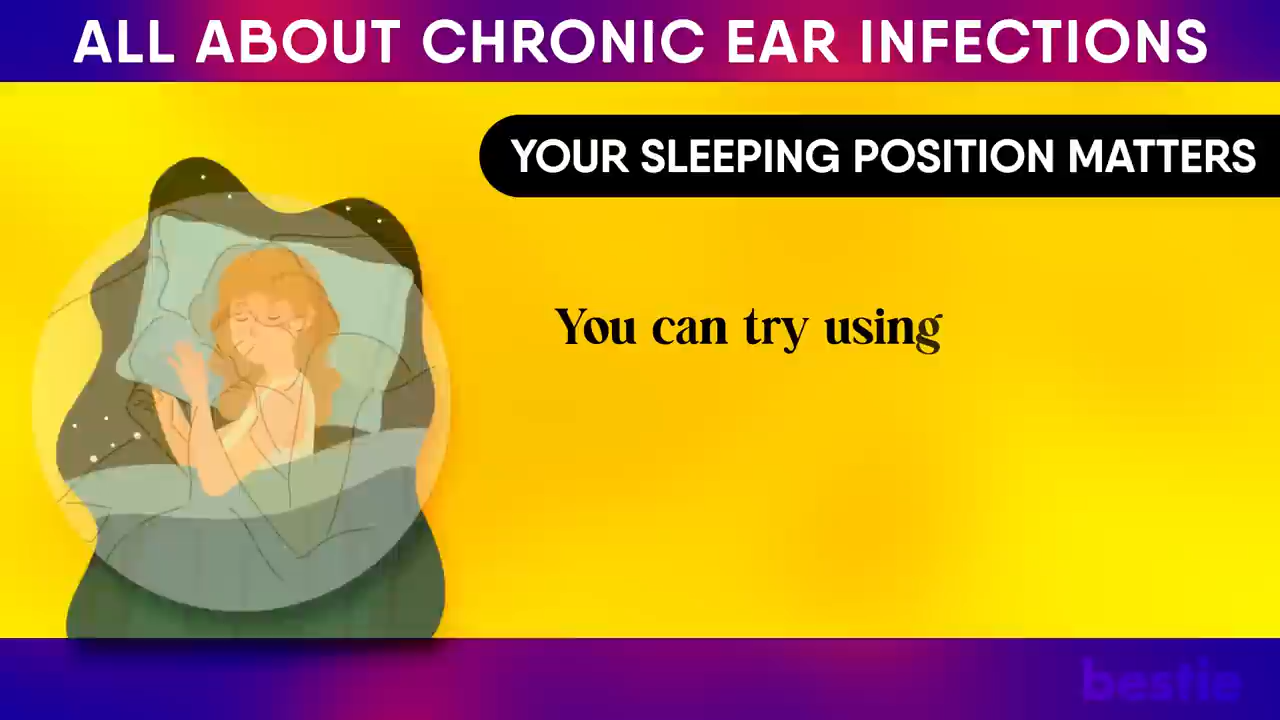 ALL ABOUT CHRONIC EAR INFECTIONS
YOUR SLEEPING POSITION MATTERS
You can try using
bestie